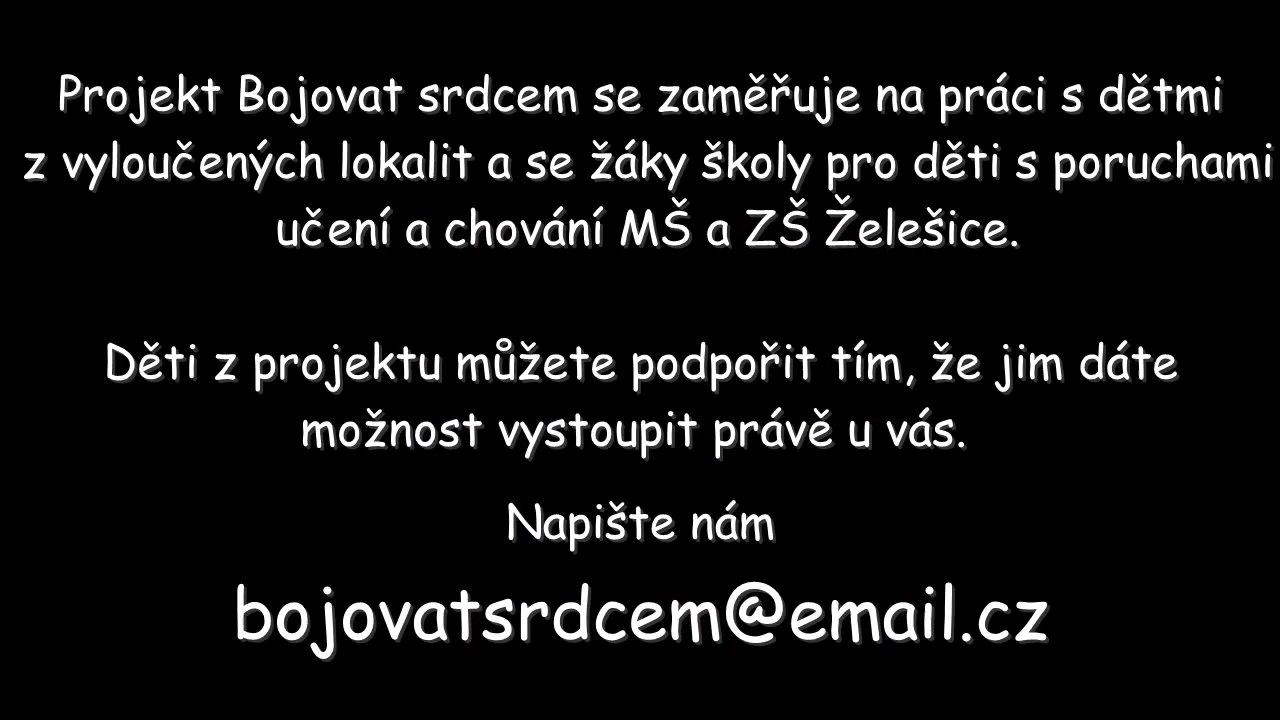 Projekt Bojovat srdcem se zaměřuje na práci s dětmi
z vyloučených lokalit a se žáky školy pro děti s poruchami
učení a chování MŠ a ZŠ Želešice.
Děti z projektu můžete podpořit tím, že jim dáte
možnost vystoupit právě u vás.
Napište nám
bojovatsrdcem@email.cz